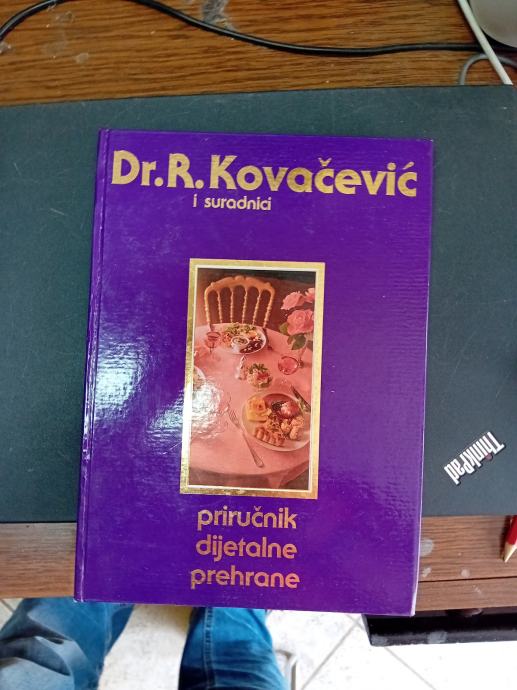 Dr.R.Kovačević
i suradnici
priručnik
dijetalne
prehrane
ThinkPad